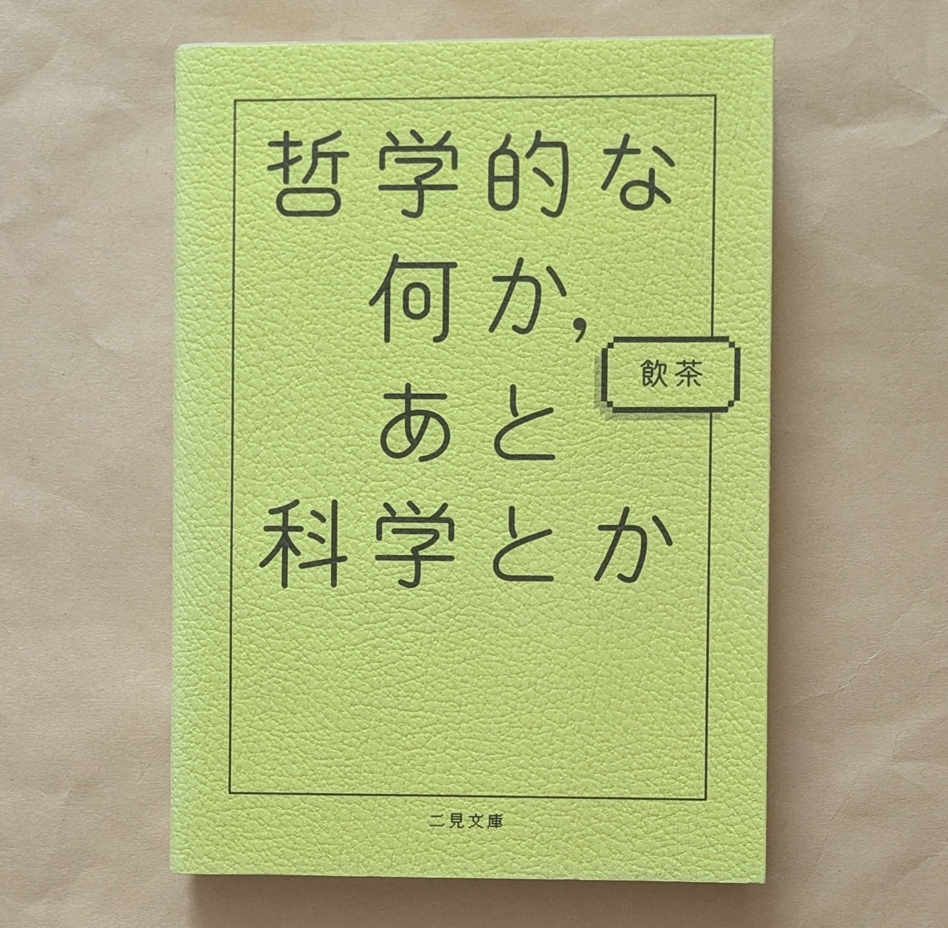 哲学的な
何か,
飲茶
あと
科学とか
二見文庫